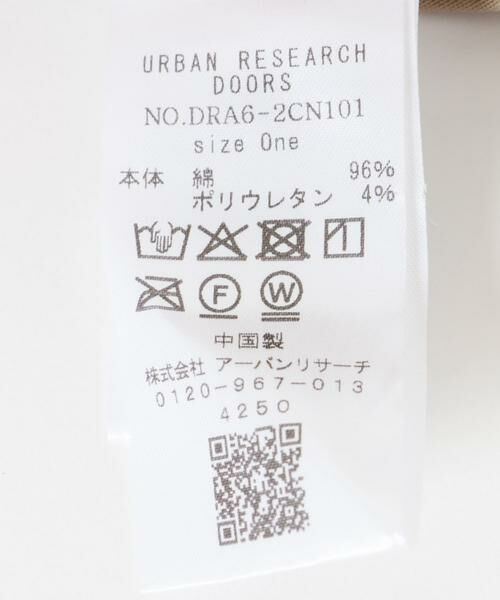 URBAN RESEARCH
DOORS
NO.DRA6-2CN101
size One
本体 綿 96%
ポリウレタン 4%
F W
中国製
株式会社 アーバンリサーチ
0120-967-013
4250